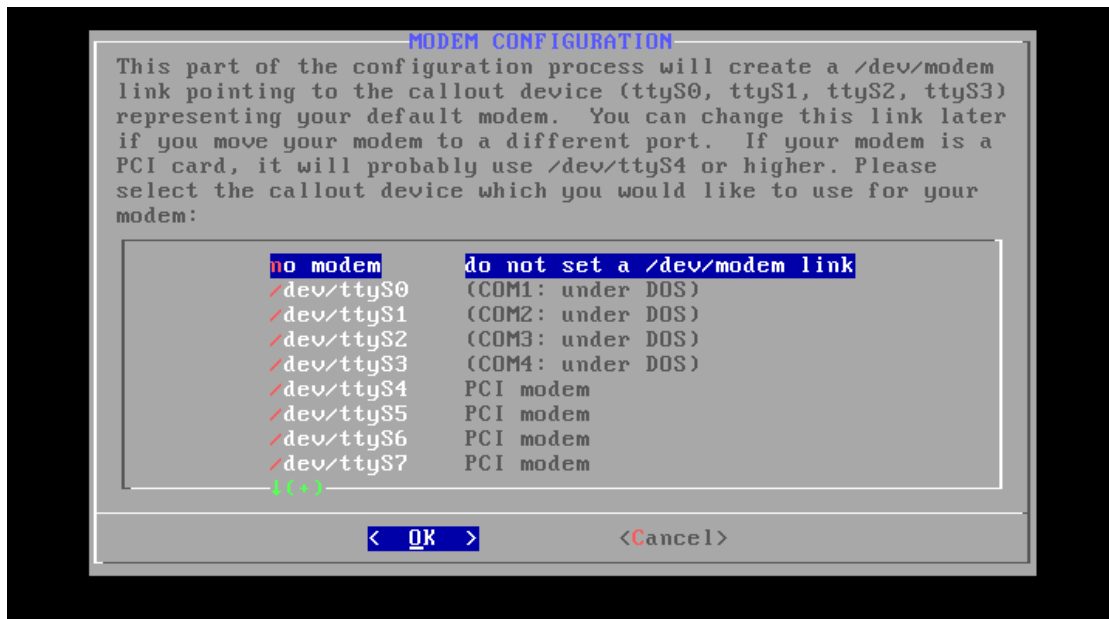 MODEM CONFIGURATION
This part of the configuration process will create a /dev/modem
link pointing to the callout device (ttyS0, ttyS1, ttyS2, ttyS3)
representing your default modem.  You can change this link later
if you move your modem to a different port.  If your modem is a
PCI card, it will probably use /dev/ttyS4 or higher. Please
select the callout device which you would like to use for your
modem:
no modem do not set a /dev/modem link
/dev/ttyS0 (COM1: under DOS)
/dev/ttyS1 (COM2: under DOS)
/dev/ttyS2 (COM3: under DOS)
/dev/ttyS3 (COM4: under DOS)
/dev/ttyS4 PCI modem
/dev/ttyS5 PCI modem
/dev/ttyS6 PCI modem
/dev/ttyS7 PCI modem
↓(+)
< OK > <Cancel>